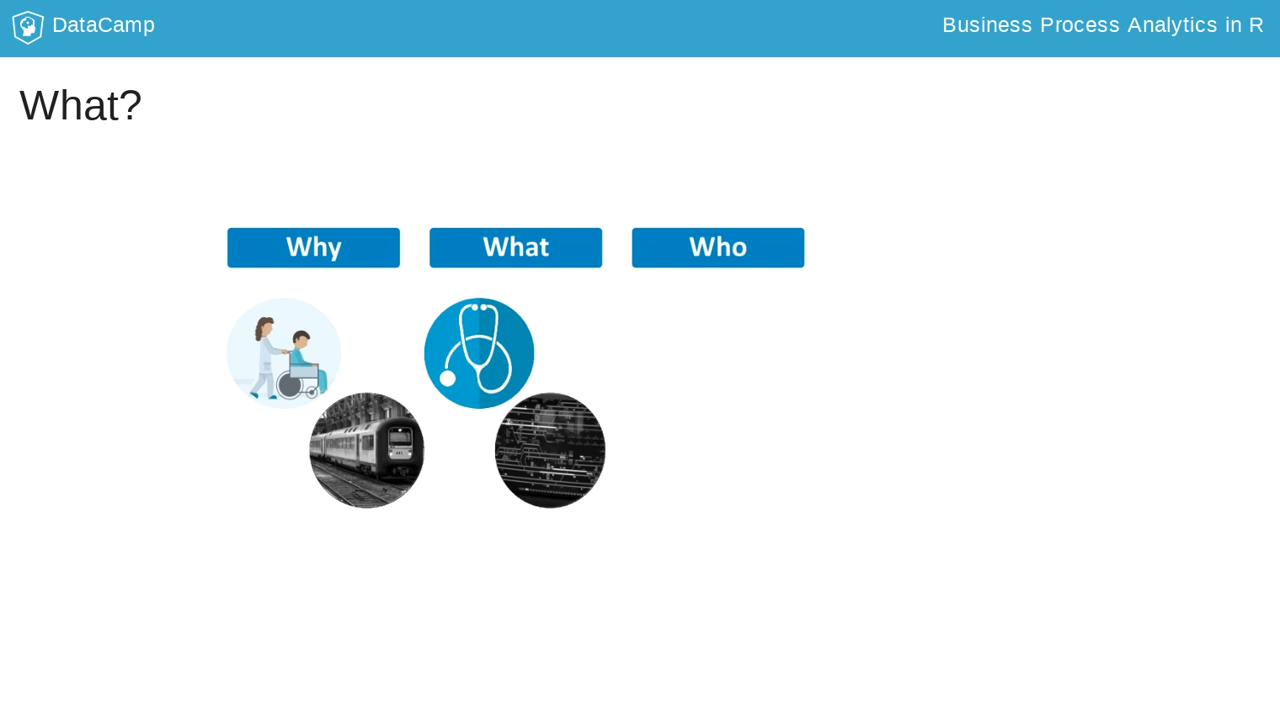 DataCamp
Business Process Analytics in R
What?
Why
What
Who